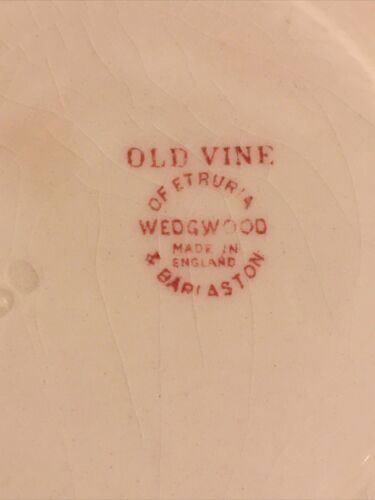 OLD VINE
OF ETRURIA
WEDGWOOD
MADE IN
ENGLAND
& BARLASTON